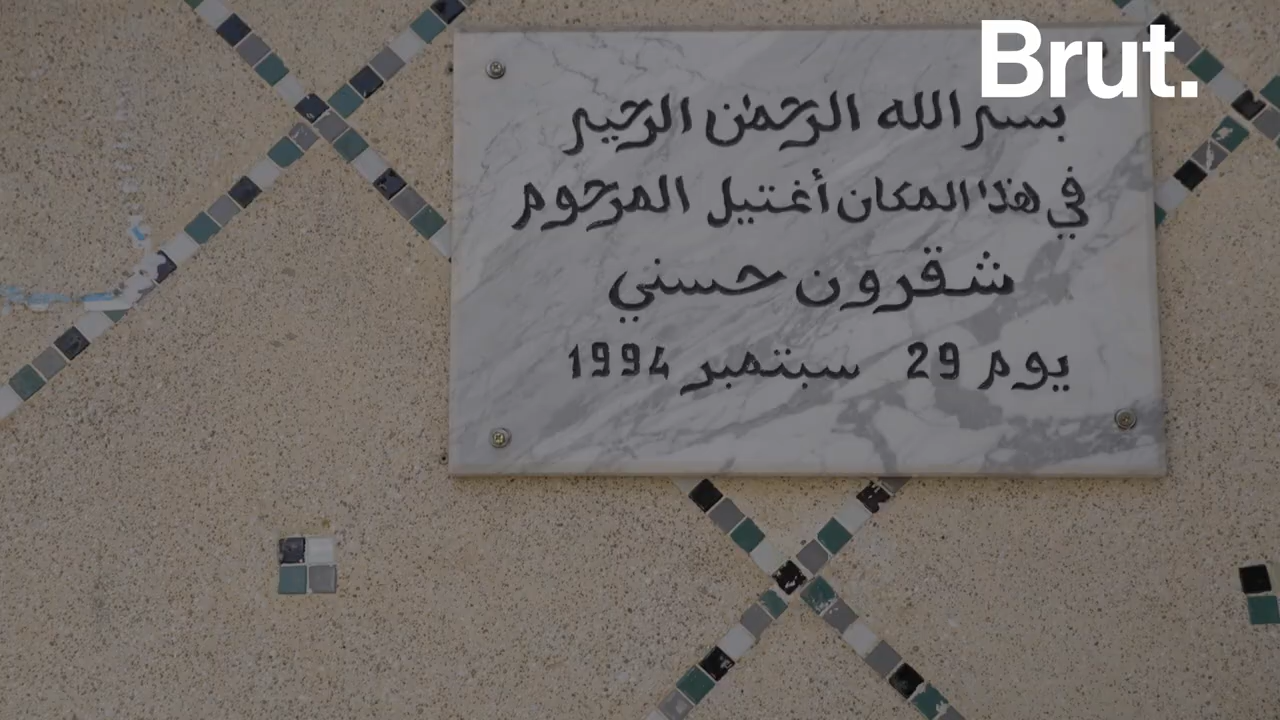 Brut.
بسم الله الرحمن الرحيم
في هذا المكان أغتيل المرحوم
شقرون حسني
يوم 29 سبتمبر 1994